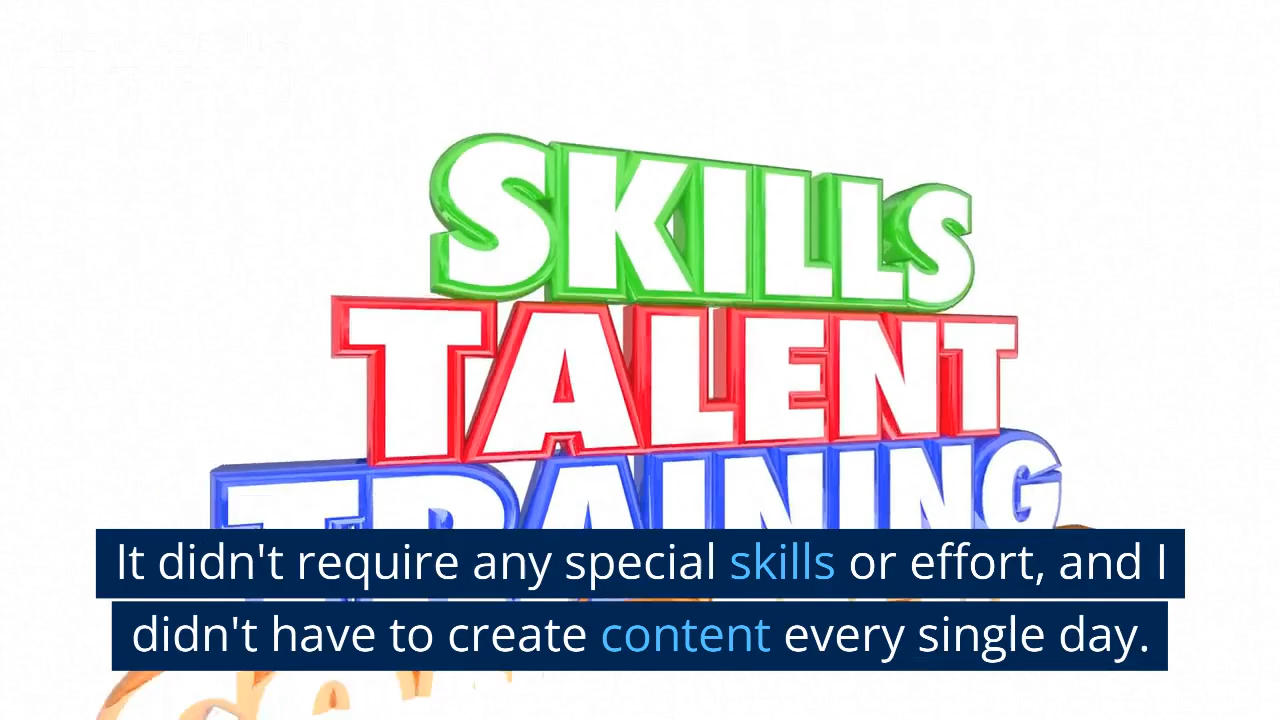 SKILLS
TALENT
TRAINING
It didn't require any special skills or effort, and I
didn't have to create content every single day.